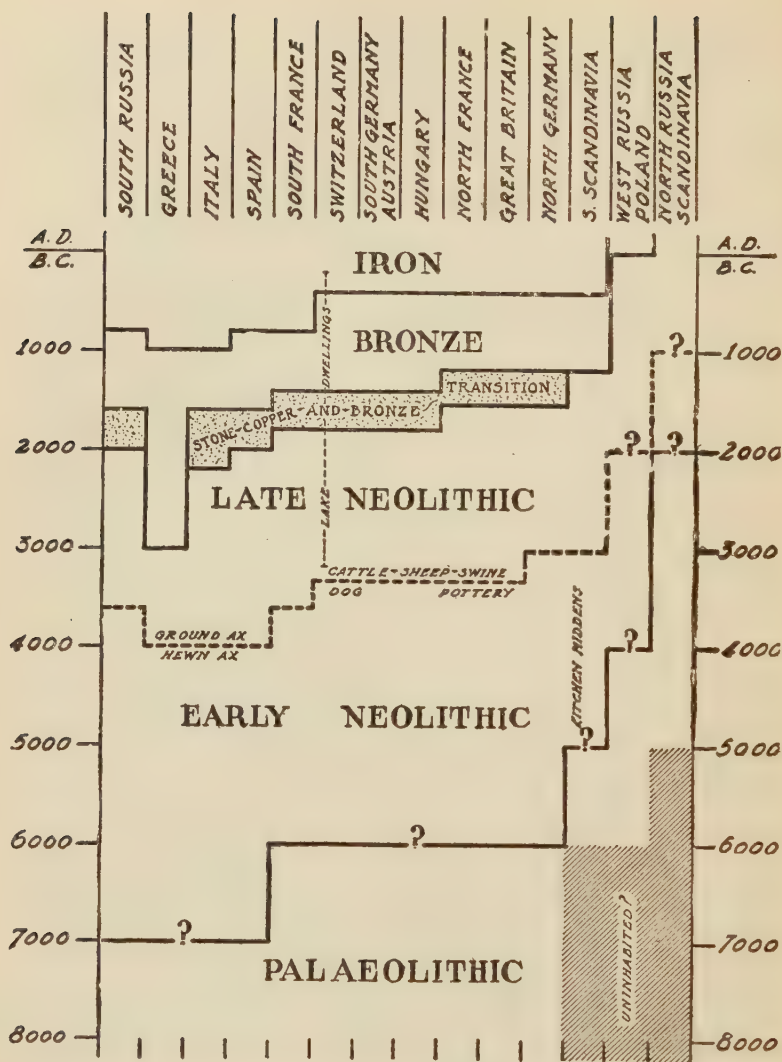 SOUTH RUSSIA
GREECE
ITALY
SPAIN
SOUTH FRANCE
SWITZERLAND
SOUTH GERMANY
AUSTRIA
HUNGARY
NORTH FRANCE
GREAT BRITAIN
NORTH GERMANY
S. SCANDINAVIA
WEST RUSSIA
POLAND
NORTH RUSSIA
SCANDINAVIA
A.D. A.D.
B.C. IRON B.C.
1000 BRONZE ? 1000
DWELLINGS
TRANSITION
STONE-COPPER-AND-BRONZE
2000 ? ? 2000
LATE NEOLITHIC
LAKE
3000 3000
CATTLE-SHEEP-SWINE
DOG POTTERY
GROUND AX
4000 ? 4000
HEWN AX
KITCHEN MIDDENS
EARLY NEOLITHIC
5000 ? 5000
6000 ? 6000
UNINHABITED?
7000 ? 7000
PALAEOLITHIC
8000 8000